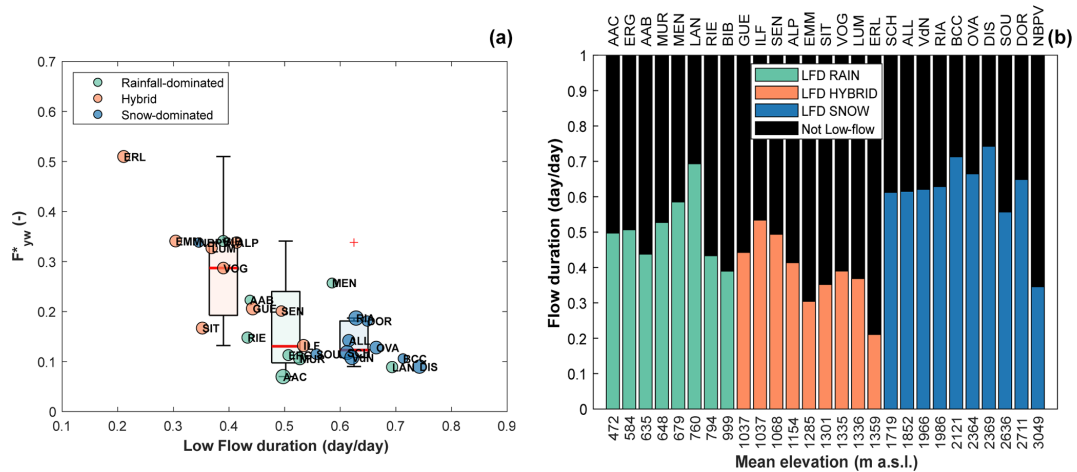 (a)
0.7
0.6
0.5
0.4
0.3
0.2
0.1
0
0.1
0.2
0.3
0.4
0.5
0.6
0.7
0.8
0.9
Low Flow duration (day/day)
F*yw (-)
Rainfall-dominated
Hybrid
Snow-dominated
ERL
EMM
ALP
LUM
VOG
MEN
AAB
GUE
SEN
SIT
RIA
DOR
RIE
ILF
ALL
OVA
MUR
SOU
VdN
BCC
LAN
DIS
AAC
(b)
AAC
ERG
AAB
MUR
MEN
LAN
RIE
BIB
GUE
ILF
SEN
ALP
EMM
SIT
VOG
LUM
ERL
SCH
ALL
VdN
RIA
BCC
OVA
DIS
SOU
DOR
NBPV
1
0.9
0.8
0.7
0.6
0.5
0.4
0.3
0.2
0.1
0
Flow duration (day/day)
LFD RAIN
LFD HYBRID
LFD SNOW
Not Low-flow
472
584
635
648
679
760
794
999
1037
1037
1068
1154
1285
1301
1335
1336
1359
1719
1852
1966
1986
2121
2364
2369
2636
2711
3049
Mean elevation (m a.s.l.)